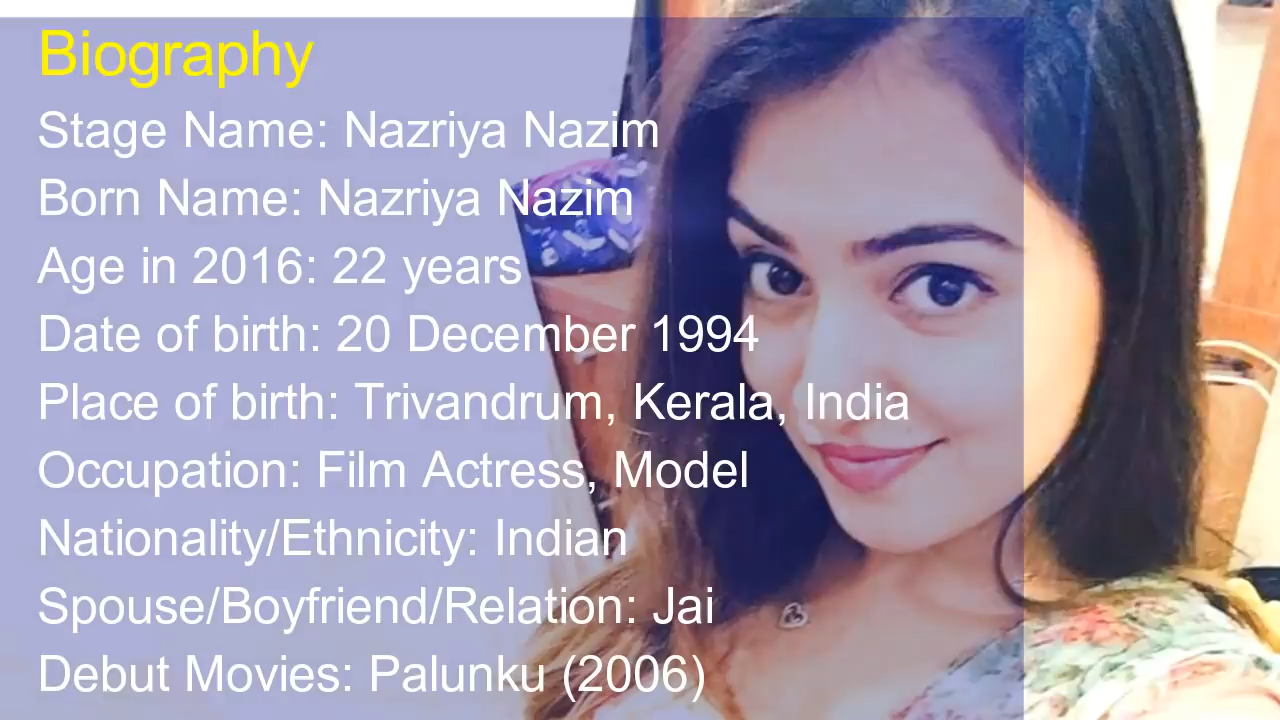 Biography
Stage Name: Nazriya Nazim
Born Name: Nazriya Nazim
Age in 2016: 22 years
Date of birth: 20 December 1994
Place of birth: Trivandrum, Kerala, India
Occupation: Film Actress, Model
Nationality/Ethnicity: Indian
Spouse/Boyfriend/Relation: Jai
Debut Movies: Palunku (2006)